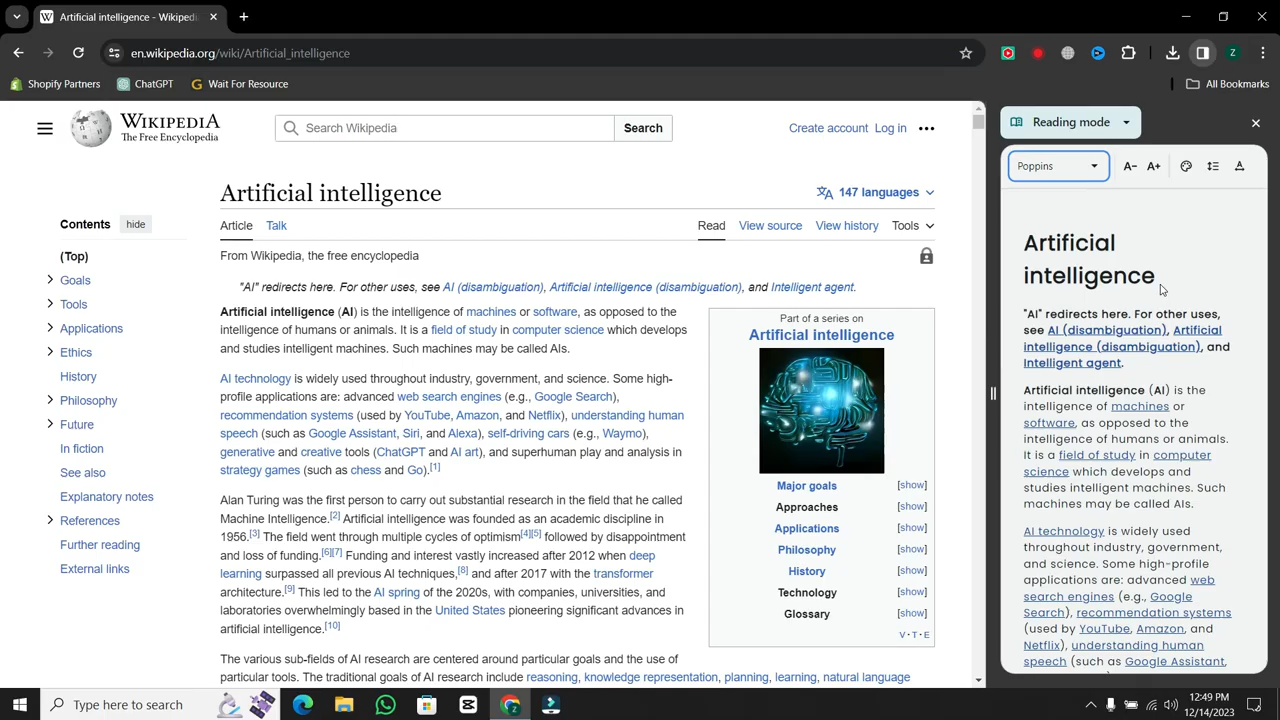 Artificial intelligence - Wikiped
en.wikipedia.org/wiki/Artificial_intelligence
Z
Shopify Partners
ChatGPT
Wait For Resource
All Bookmarks
WIKIPEDIA
The Free Encyclopedia
Search Wikipedia
Search
Create account
Log in
Artificial intelligence
147 languages
Article
Talk
Read
View source
View history
Tools
From Wikipedia, the free encyclopedia
Contents
hide
(Top)
Goals
Tools
Applications
Ethics
History
Philosophy
Future
In fiction
See also
Explanatory notes
References
Further reading
External links
"AI" redirects here. For other uses, see AI (disambiguation), Artificial intelligence (disambiguation), and Intelligent agent.
Artificial intelligence (AI) is the intelligence of machines or software, as opposed to the
intelligence of humans or animals. It is a field of study in computer science which develops
and studies intelligent machines. Such machines may be called AIs.
AI technology is widely used throughout industry, government, and science. Some high-
profile applications are: advanced web search engines (e.g., Google Search),
recommendation systems (used by YouTube, Amazon, and Netflix), understanding human
speech (such as Google Assistant, Siri, and Alexa), self-driving cars (e.g., Waymo),
generative and creative tools (ChatGPT and AI art), and superhuman play and analysis in
strategy games (such as chess and Go).[1]
Alan Turing was the first person to carry out substantial research in the field that he called
Machine Intelligence.[2] Artificial intelligence was founded as an academic discipline in
1956.[3] The field went through multiple cycles of optimism[4][5] followed by disappointment
and loss of funding.[6][7] Funding and interest vastly increased after 2012 when deep
learning surpassed all previous AI techniques,[8] and after 2017 with the transformer
architecture.[9] This led to the AI spring of the 2020s, with companies, universities, and
laboratories overwhelmingly based in the United States pioneering significant advances in
artificial intelligence.[10]
The various sub-fields of AI research are centered around particular goals and the use of
particular tools. The traditional goals of AI research include reasoning, knowledge representation, planning, learning, natural language
Part of a series on
Artificial intelligence
Major goals [show]
Approaches [show]
Applications [show]
Philosophy [show]
History [show]
Technology [show]
Glossary [show]
V·T·E
Reading mode
Poppins
A-
A+
A
Artificial
intelligence
"AI" redirects here. For other uses,
see AI (disambiguation), Artificial
intelligence (disambiguation), and
Intelligent agent.
Artificial intelligence (AI) is the
intelligence of machines or
software, as opposed to the
intelligence of humans or animals.
It is a field of study in computer
science which develops and
studies intelligent machines. Such
machines may be called AIs.
AI technology is widely used
throughout industry, government,
and science. Some high-profile
applications are: advanced web
search engines (e.g., Google
Search), recommendation systems
(used by YouTube, Amazon, and
Netflix), understanding human
speech (such as Google Assistant,
Type here to search
12:49 PM
12/14/2023